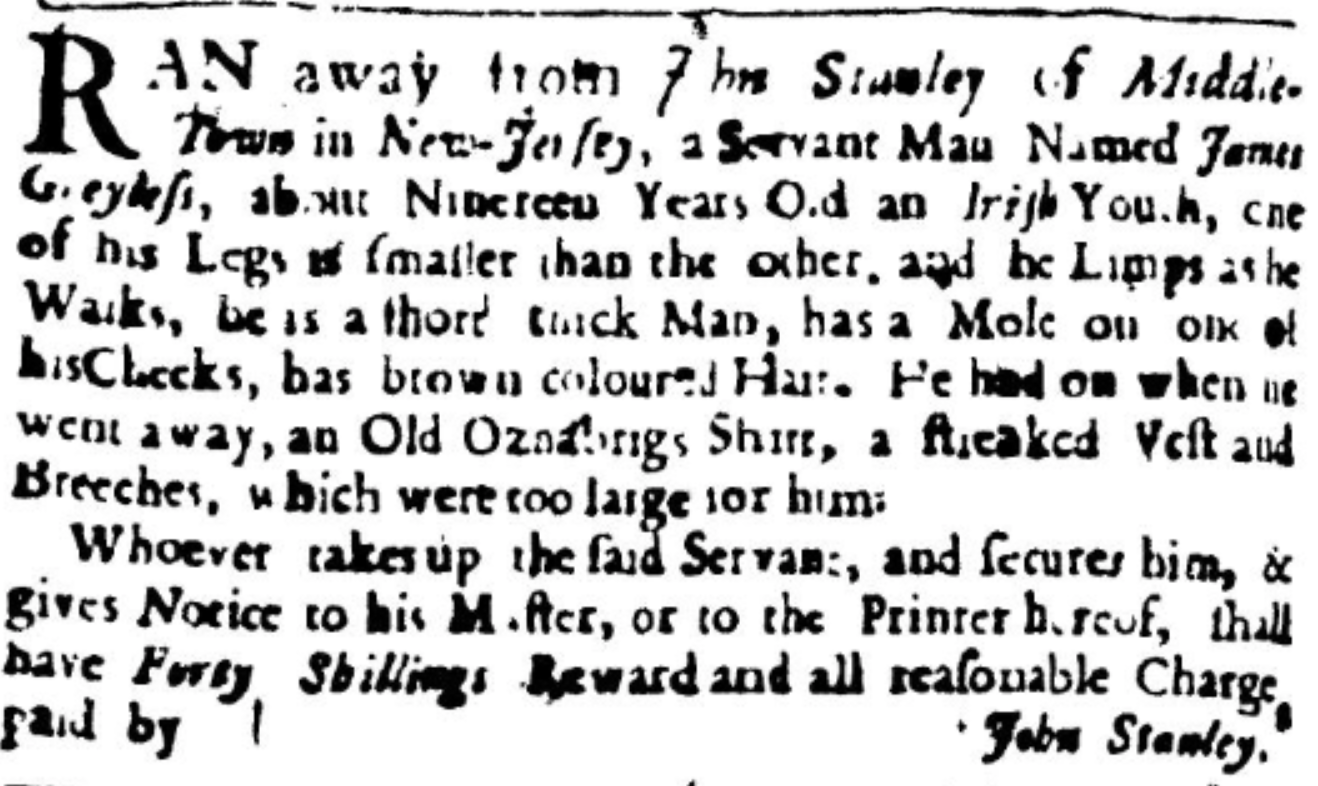 RAN away from John Stanley of Middle-
Town in New-Jersey, a Servant Man Named James
about Nineteen Years Old an Irish Youth, one
of his Legs is ſmaller than the other, and he Limps as he
Walks, he is a ſhort thick Man, has a Mole on one of
his Cheeks, has brown coloured Hair. He had on when he
went away, an Old Oznabrigs Shirt, a ſtreaked Veſt and
Breeches, which were too large for him:
Whoever takes up the ſaid Servant, and ſecures him, &
gives Notice to his Maſter, or to the Printer hereof, ſhall
have Forty Shillings Reward and all reaſonable Charge,
paid by
John Stanley.